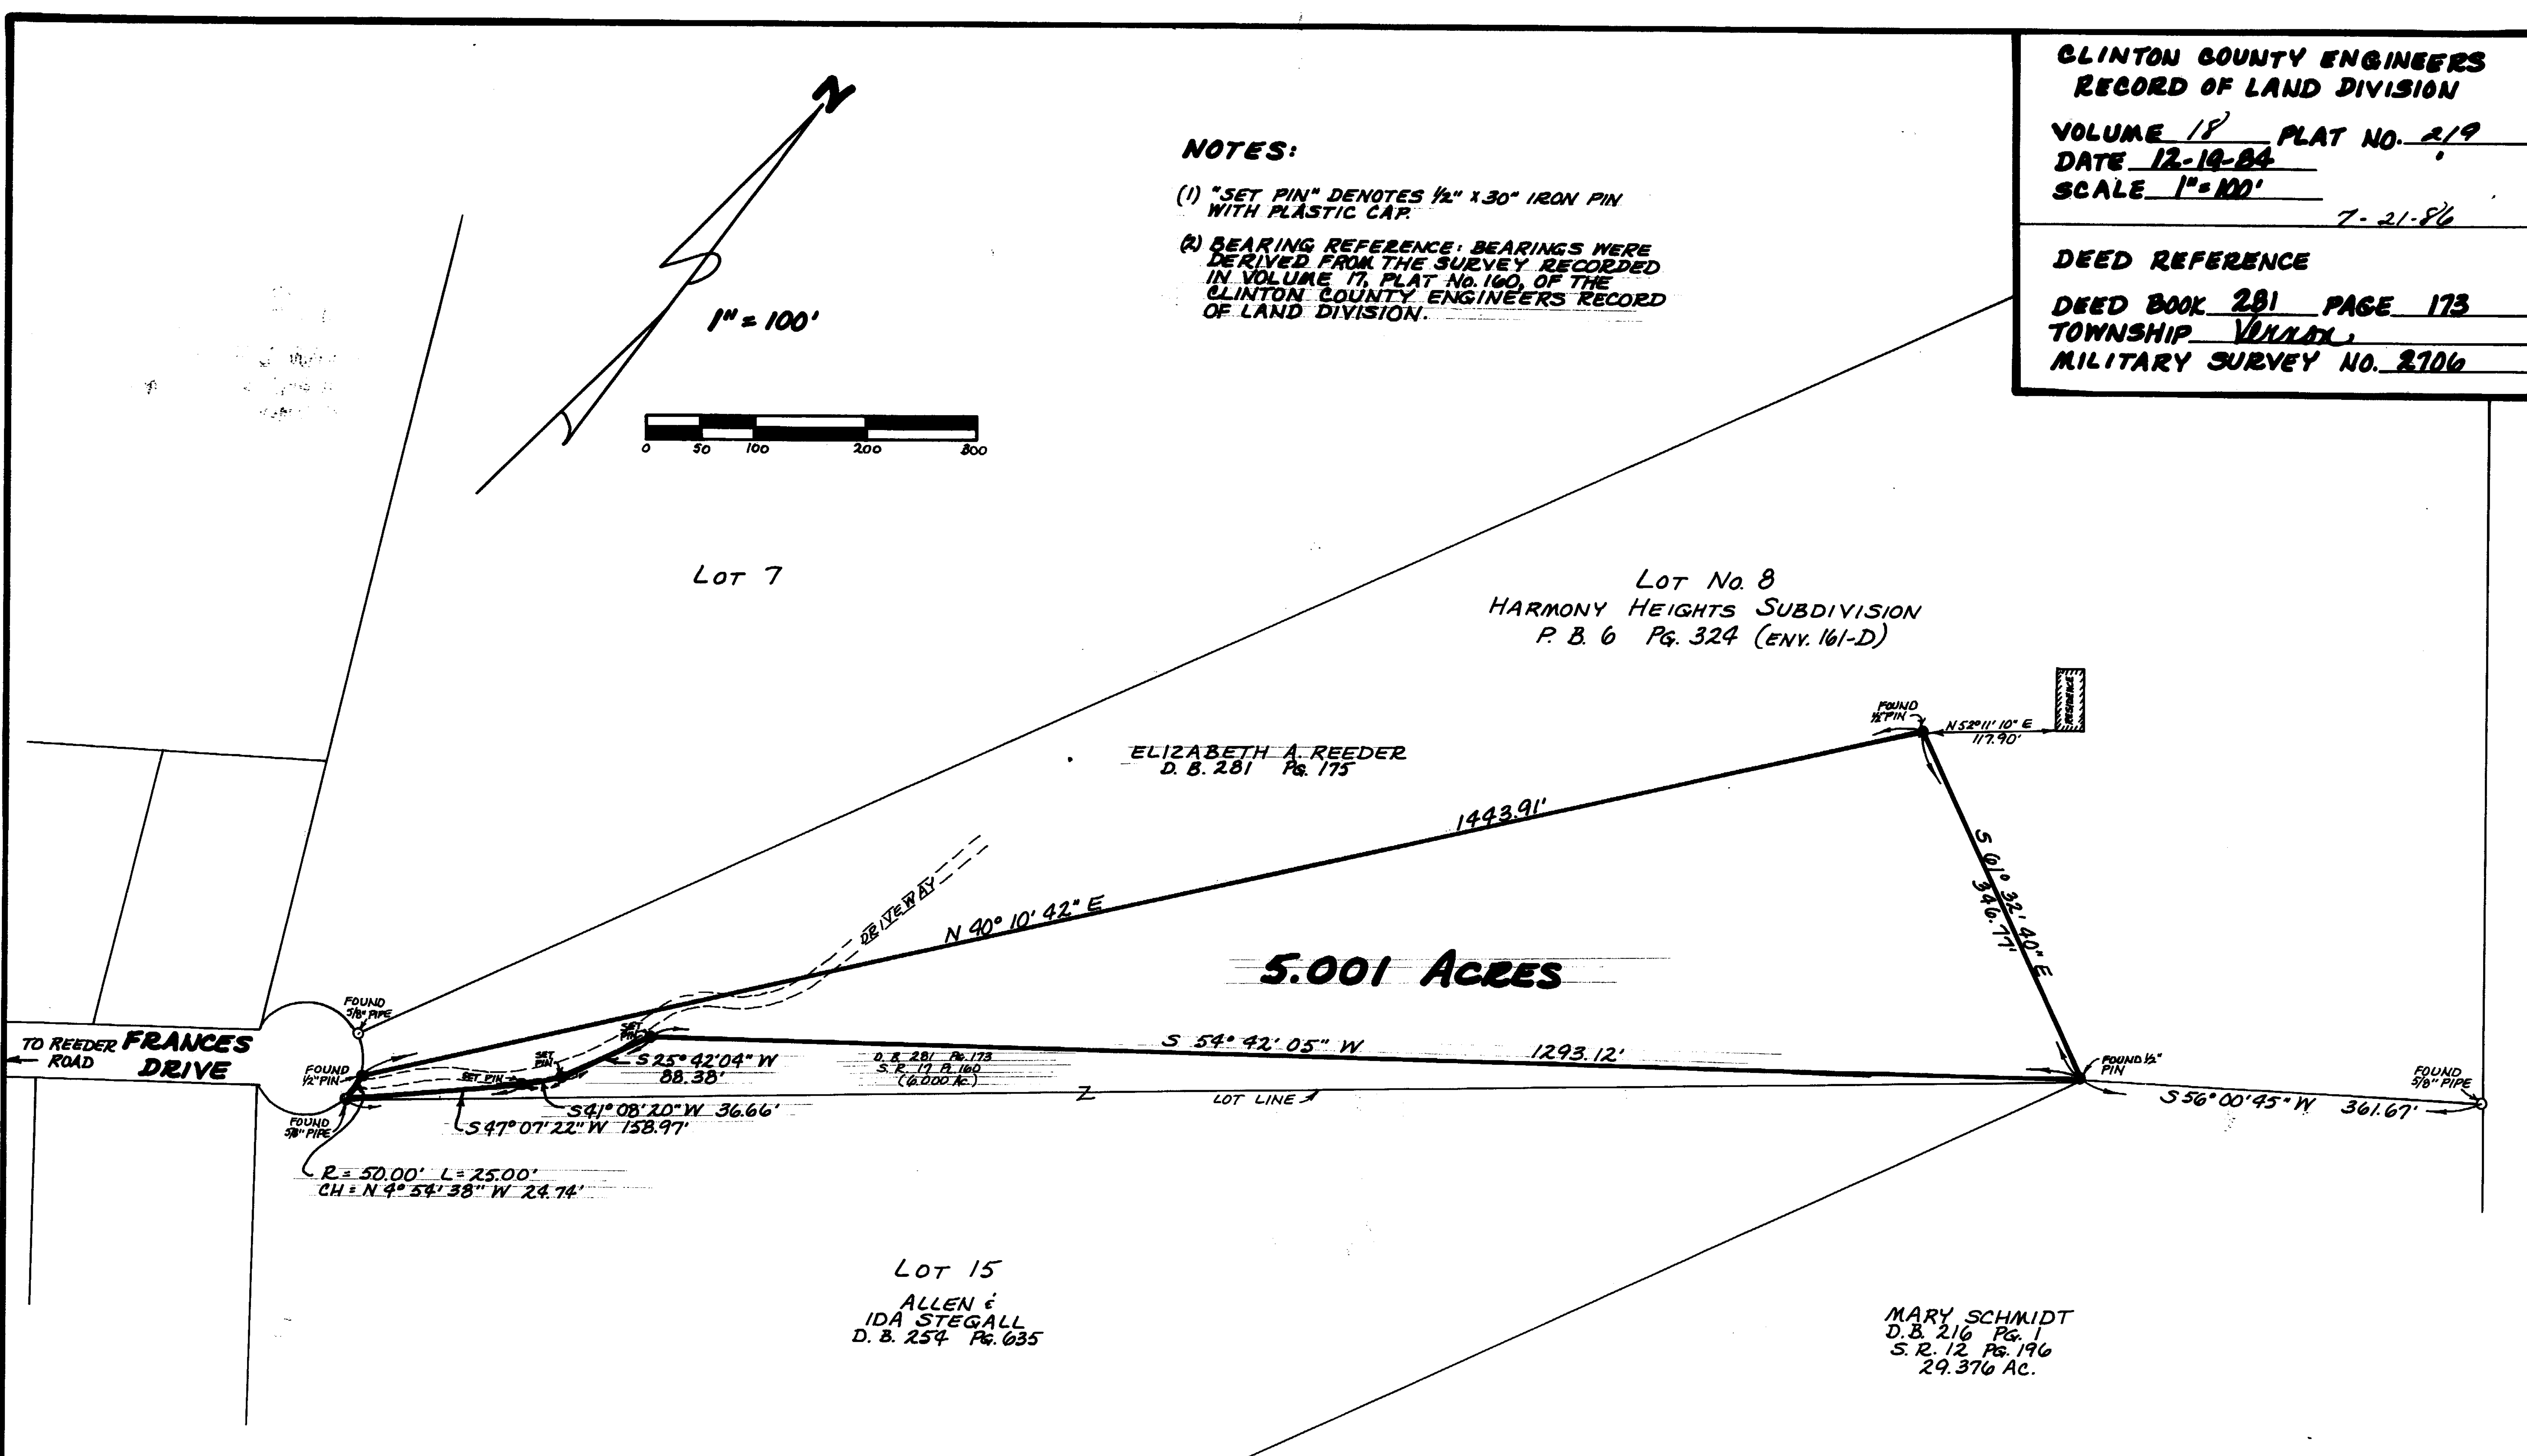 CLINTON COUNTY ENGINEERS
RECORD OF LAND DIVISION
VOLUME 18 PLAT NO. 219
DATE 12-19-84
SCALE 1"=100'
7-21-86
DEED REFERENCE
DEED BOOK 281 PAGE 173
TOWNSHIP Vernon
MILITARY SURVEY NO. 2706
N
1" = 100'
0 50 100 200 300
NOTES:
(1) "SET PIN" DENOTES 1/2" X 30" IRON PIN
WITH PLASTIC CAP.
(2) BEARING REFERENCE: BEARINGS WERE
DERIVED FROM THE SURVEY RECORDED
IN VOLUME 17, PLAT NO. 160, OF THE
CLINTON COUNTY ENGINEERS RECORD
OF LAND DIVISION.
LOT 7
LOT NO. 8
HARMONY HEIGHTS SUBDIVISION
P. B. 6 PG. 324 (ENV. 161-D)
RESIDENCE
FOUND
1/2" PIN
N 52° 11' 10" E
117.90'
ELIZABETH A. REEDER
D. B. 281 PG. 175
1443.91'
N 40° 10' 42" E
DRIVEWAY
S 61° 32' 40" E
346.77'
5.001 ACRES
FOUND
5/8" PIPE
TO REEDER
ROAD
FRANCES
DRIVE
FOUND
1/2" PIN
SET
PIN
SET
PIN
SET PIN
S 25° 42' 04" W
88.38'
D. B. 281 PG. 173
S. R. 17 P. 160
(6.000 AC.)
S 54° 42' 05" W 1293.12'
FOUND 1/2"
PIN
FOUND
5/8" PIPE
S 56° 00' 45" W 361.67'
LOT LINE
S 41° 08' 20" W 36.66'
S 47° 07' 22" W 158.97'
FOUND
5/8" PIPE
R = 50.00' L = 25.00'
CH = N 4° 54' 38" W 24.74'
LOT 15
ALLEN &
IDA STEGALL
D. B. 254 PG. 635
MARY SCHMIDT
D. B. 216 PG. 1
S. R. 12 PG. 196
29.376 AC.